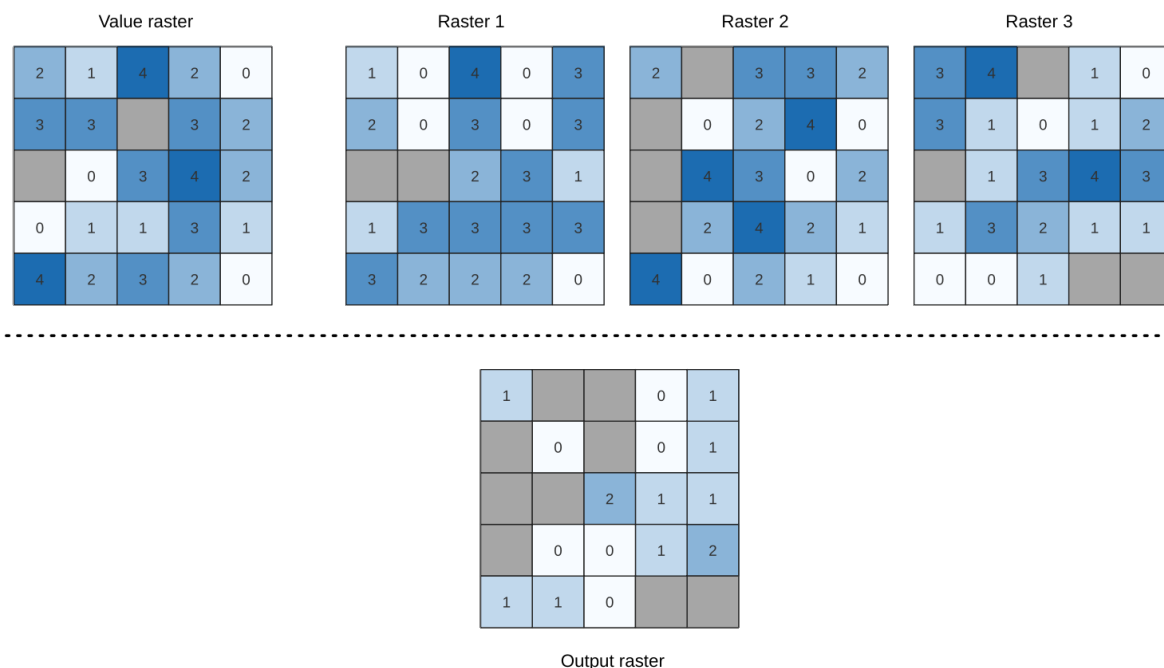 Value raster Raster 1 Raster 2 Raster 3
2 1 4 2 0 1 0 4 0 3 2 3 3 2 3 4 1 0
3 3 3 2 2 0 3 0 3 0 2 4 0 3 1 0 1 2
0 3 4 2 2 3 1 4 3 0 2 1 3 4 3
0 1 1 3 1 1 3 3 3 3 2 4 2 1 1 3 2 1 1
4 2 3 2 0 3 2 2 2 0 4 0 2 1 0 0 0 1
1 0 1
0 0 1
2 1 1
0 0 1 2
1 1 0
Output raster